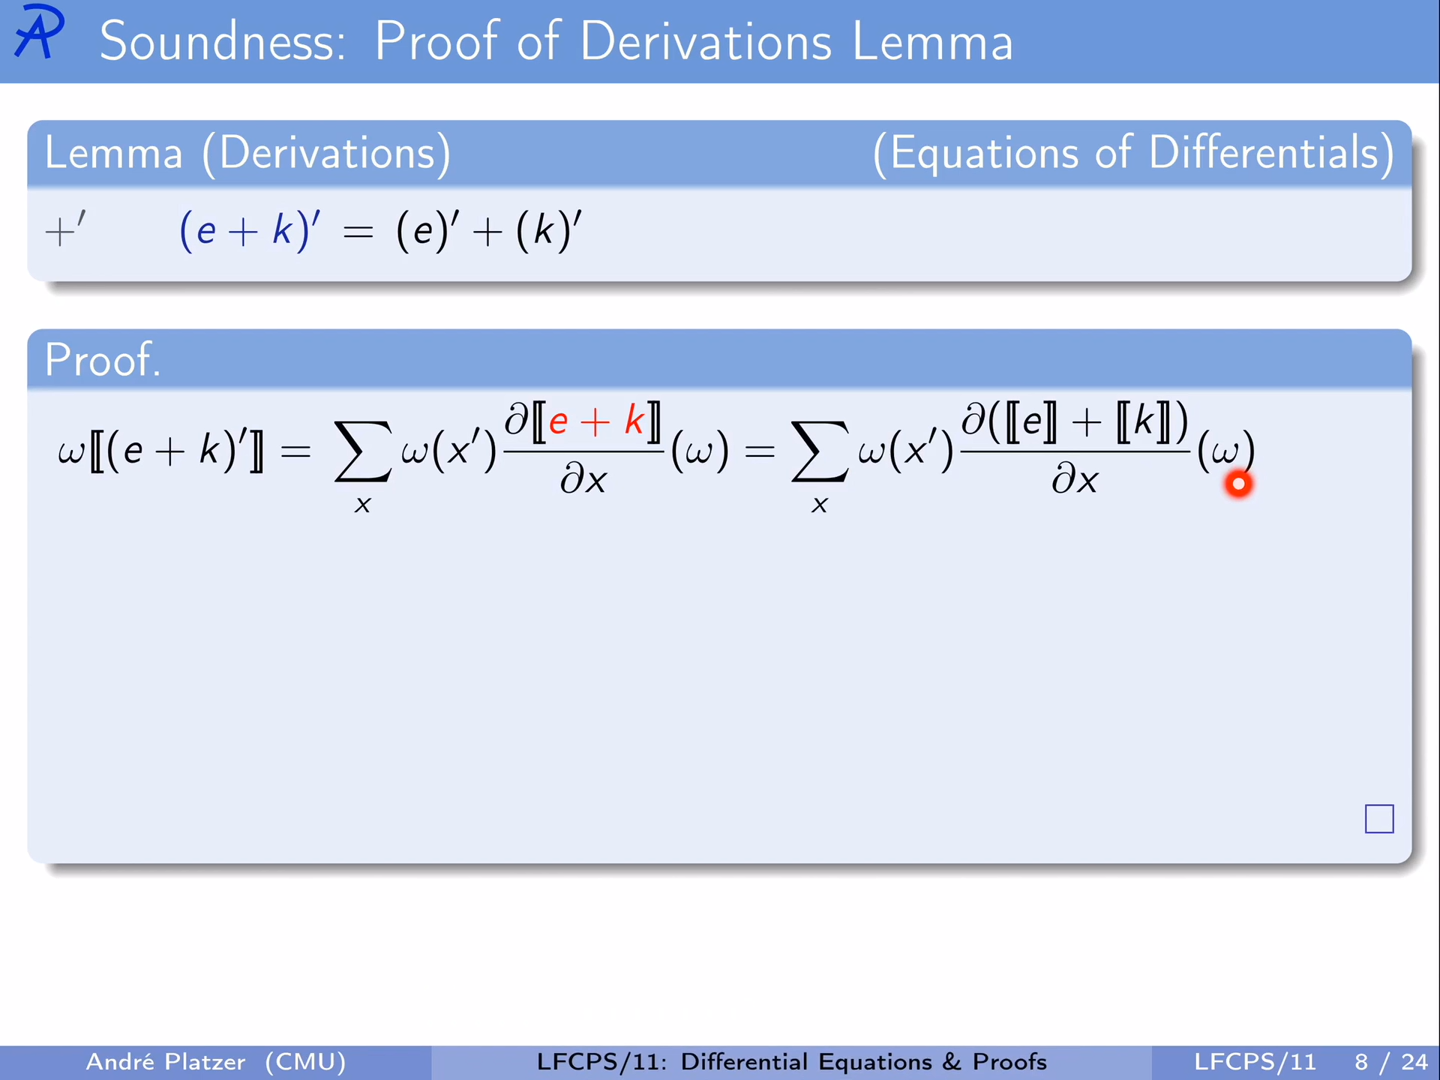 Soundness: Proof of Derivations Lemma
Lemma (Derivations) (Equations of Differentials)
+′ (e + k)′ = (e)′ + (k)′
Proof.
ω⟦(e + k)′⟧ = ∑ₓ ω(x′) ∂⟦e + k⟧/∂x (ω) = ∑ₓ ω(x′) ∂(⟦e⟧ + ⟦k⟧)/∂x (ω)
André Platzer (CMU) LFCPS/11: Differential Equations & Proofs LFCPS/11 8 / 24